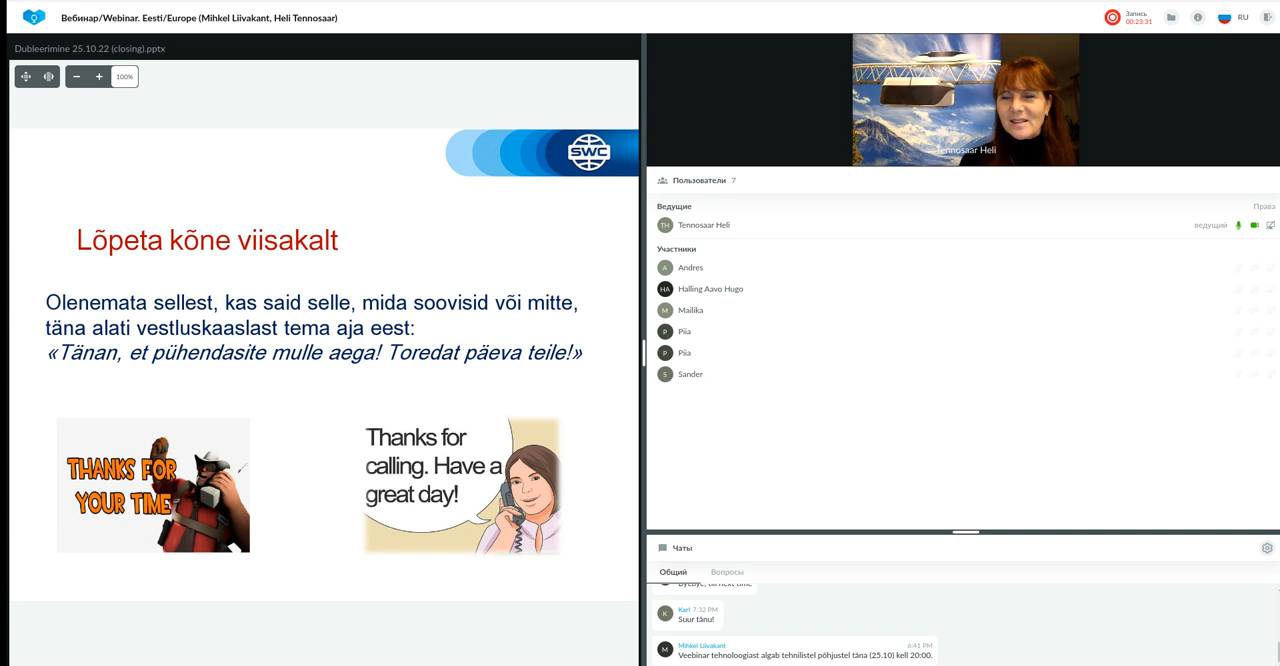 Вебинар/Webinar. Eesti/Europe (Mihkel Liivakant, Heli Tennosaar)
Запись
00:23:31
RU
Dubleerimine 25.10.22 (closing).pptx
100%
SWC
Lõpeta kõne viisakalt
Olenemata sellest, kas said selle, mida soovisid või mitte,
täna alati vestluskaaslast tema aja eest:
«Tänan, et pühendasite mulle aega! Toredat päeva teile!»
THANKS FOR
YOUR TIME
Thanks for
calling. Have a
great day!
Tennosaar Heli
Пользователи 7
Ведущие Права
TH Tennosaar Heli ведущий
Участники
A Andres
HA Halling Aavo Hugo
M Mailika
P Piia
P Piia
S Sander
Чаты
Общий Вопросы
Byebye, till next time
K Karl 7:32 PM
Suur tänu!
M Mihkel Liivakant 6:41 PM
Veebinar tehnoloogiast algab tehnilistel põhjustel täna (25.10) kell 20:00.